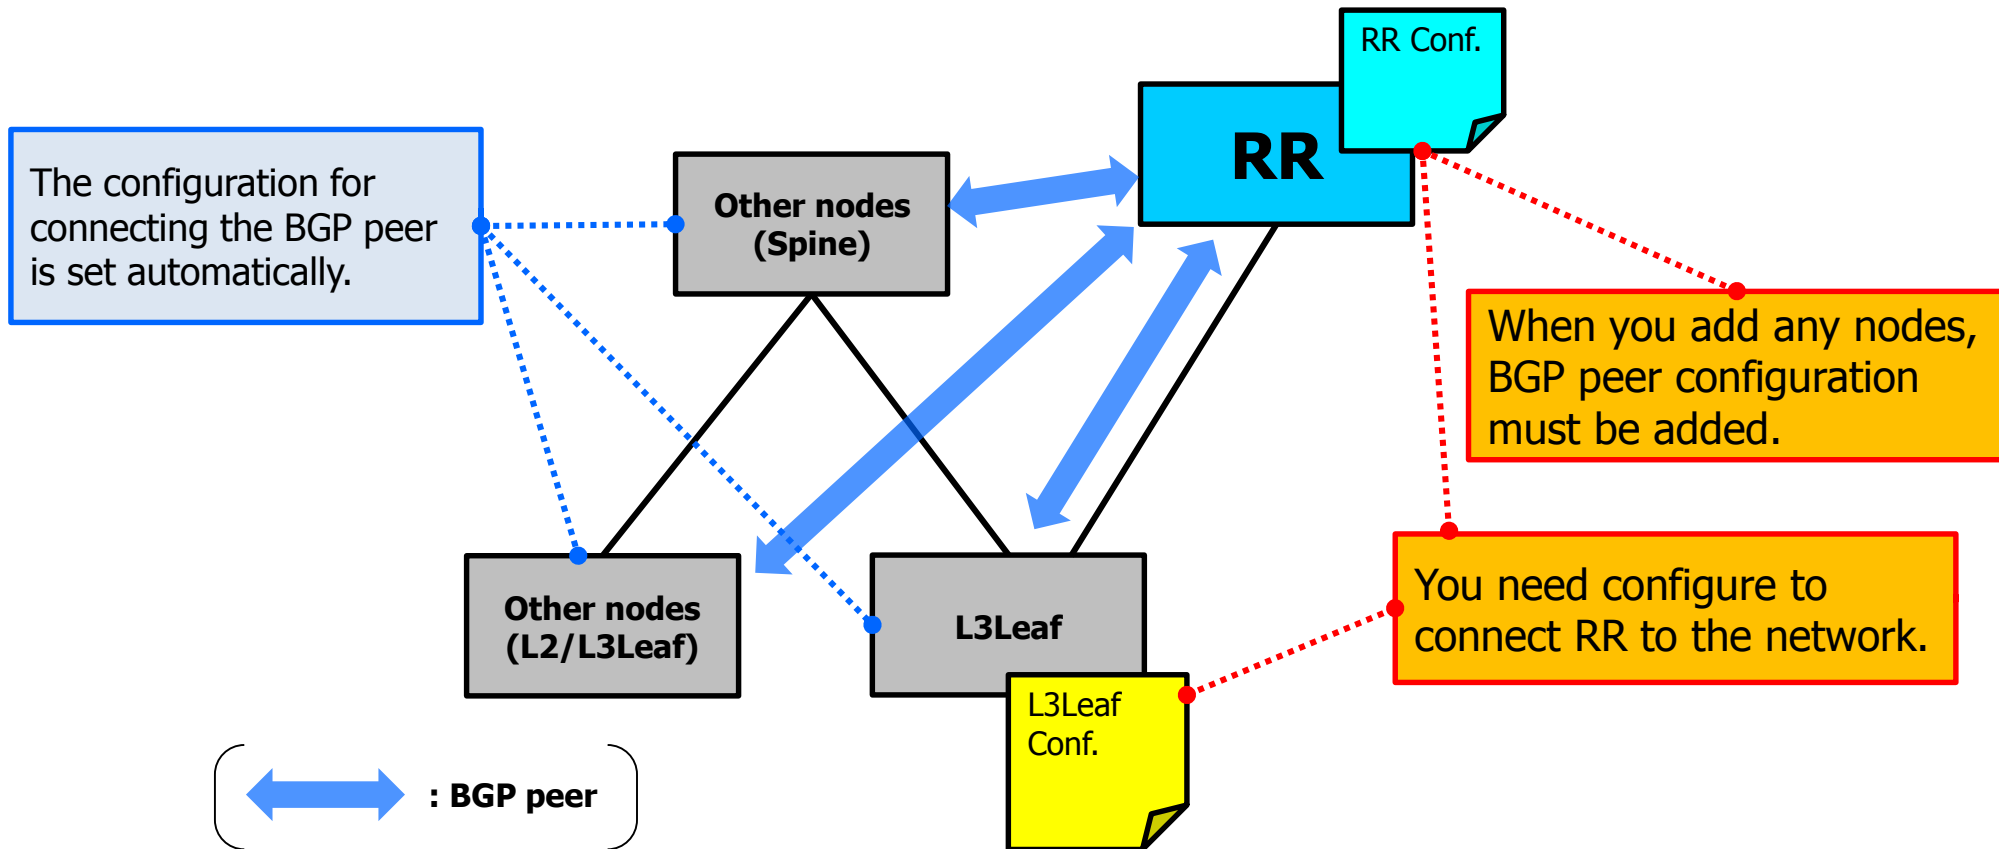 RR Conf.
RR
The configuration for
connecting the BGP peer
is set automatically.
Other nodes
(Spine)
When you add any nodes,
BGP peer configuration
must be added.
Other nodes
(L2/L3Leaf)
L3Leaf
You need configure to
connect RR to the network.
L3Leaf
Conf.
: BGP peer